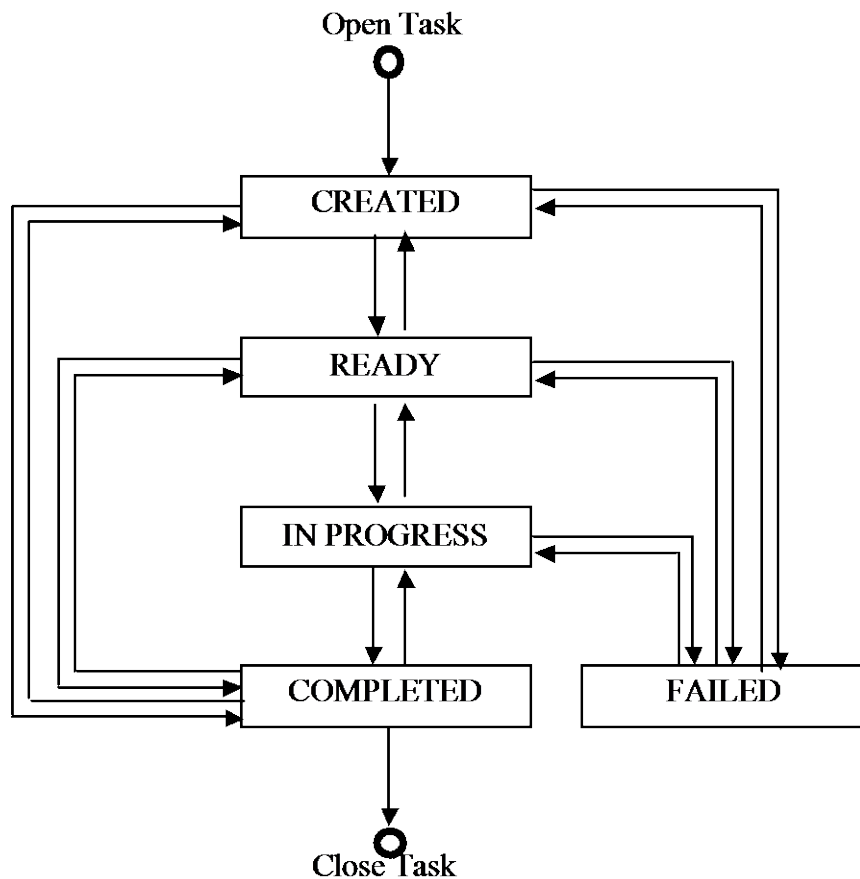 Open Task
CREATED
READY
IN PROGRESS
COMPLETED
FAILED
Close Task